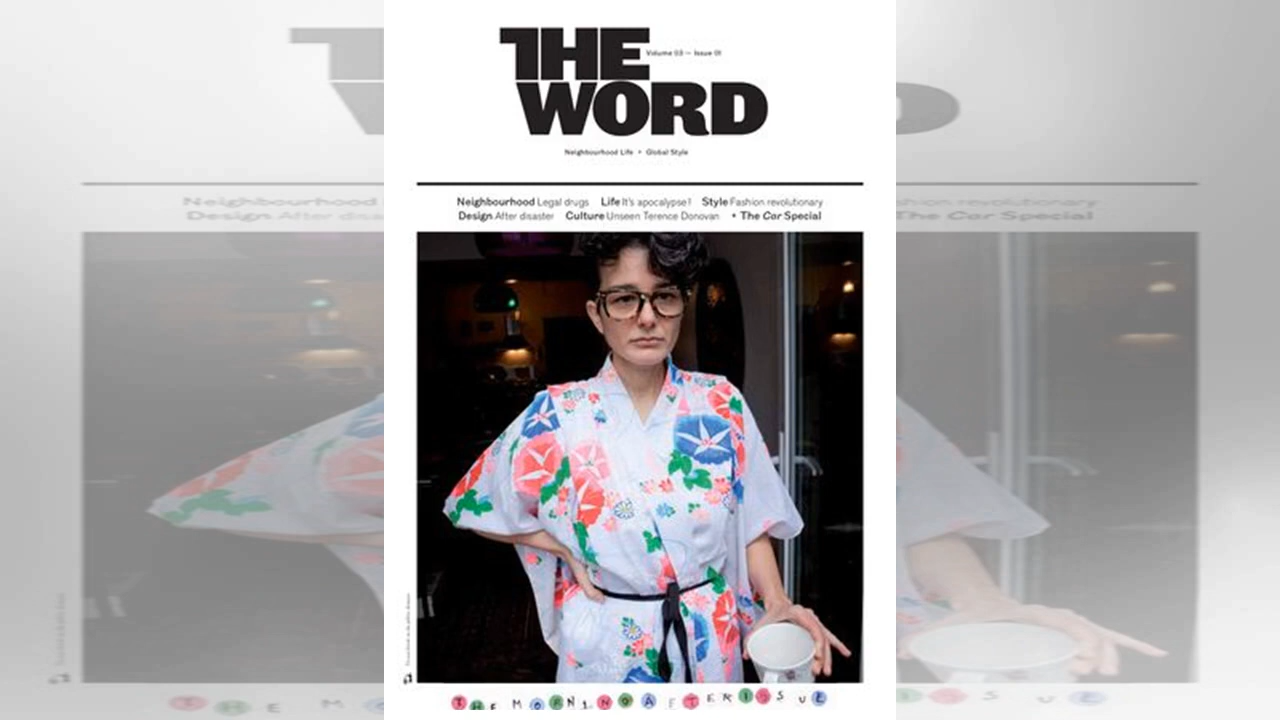 THE
Volume 03 — Issue 01
WORD
Neighbourhood Life • Global Style
Neighbourhood Legal drugs Life It's apocalypse! Style Fashion revolutionary
Design After disaster Culture Unseen Terence Donovan • The Car Special
THE MORNING AFTER ISSUE